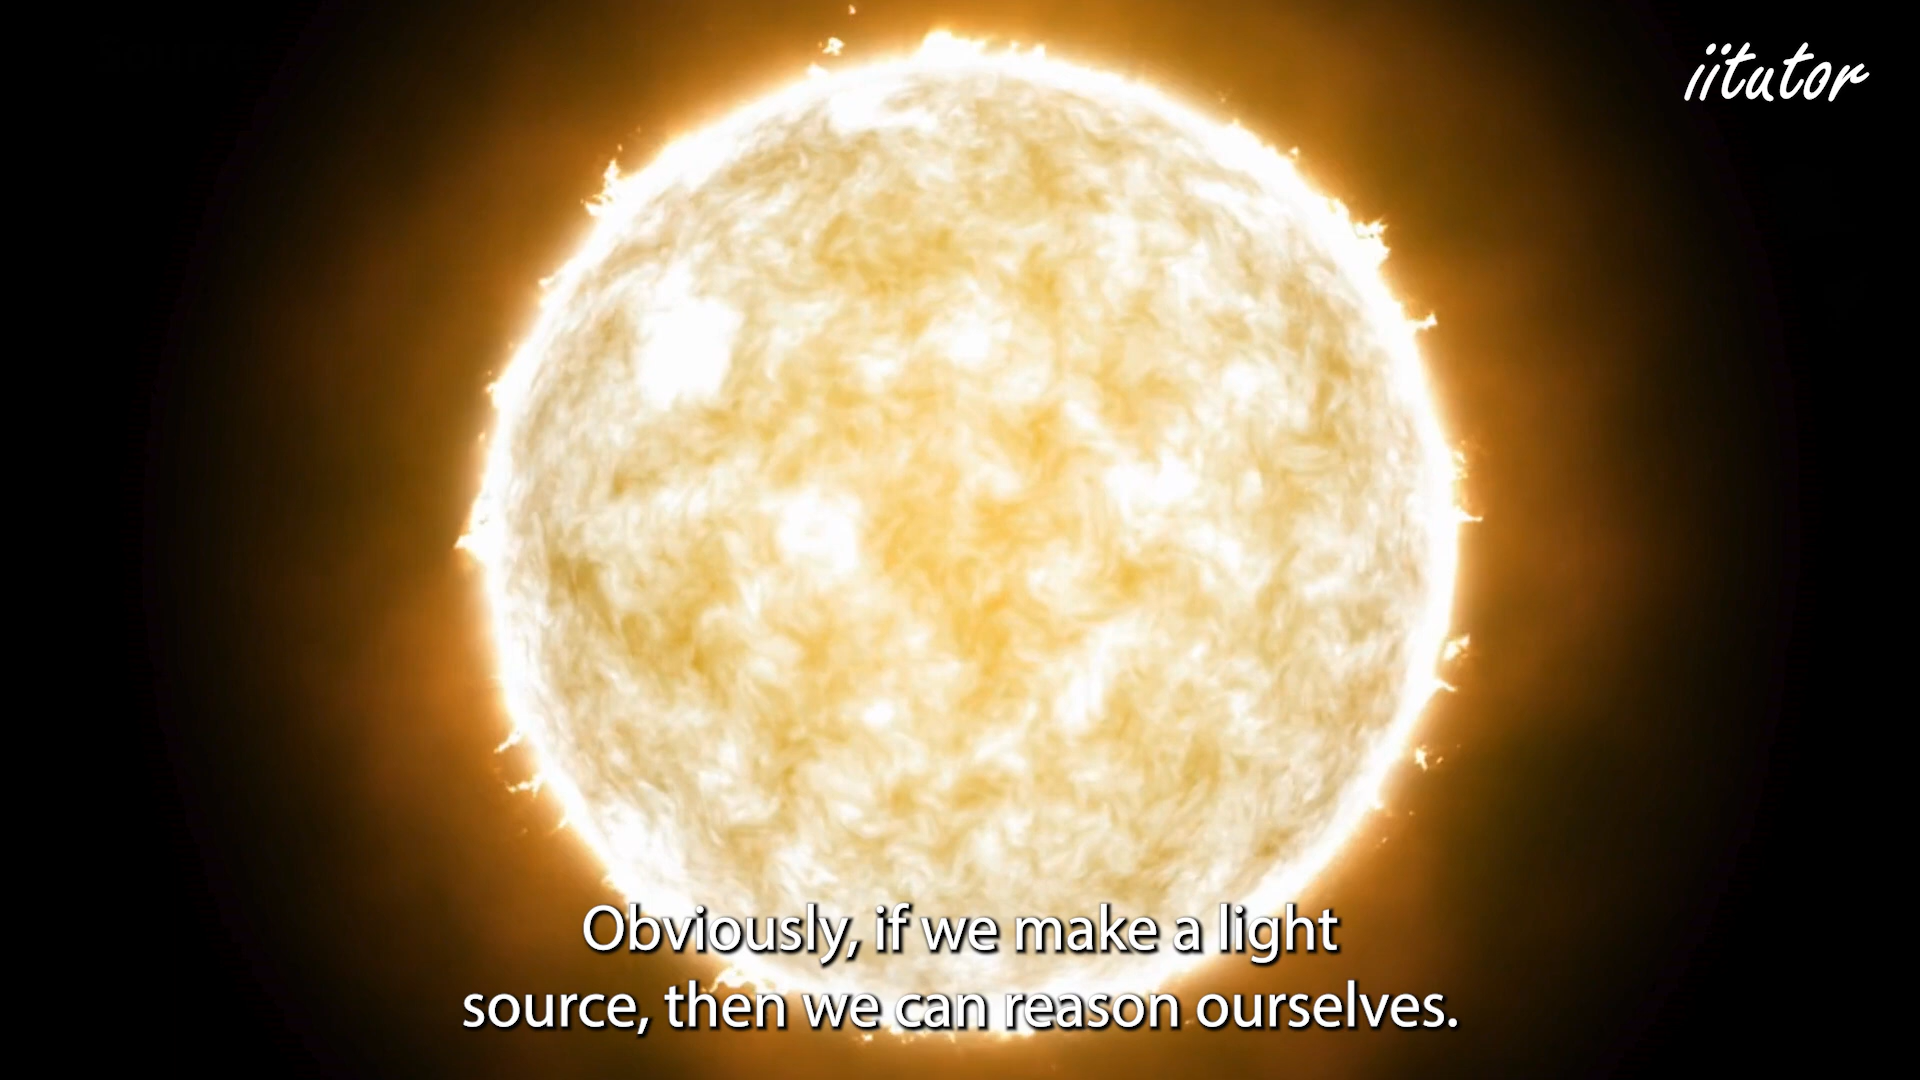 iitutor
Obviously, if we make a light
source, then we can reason ourselves.